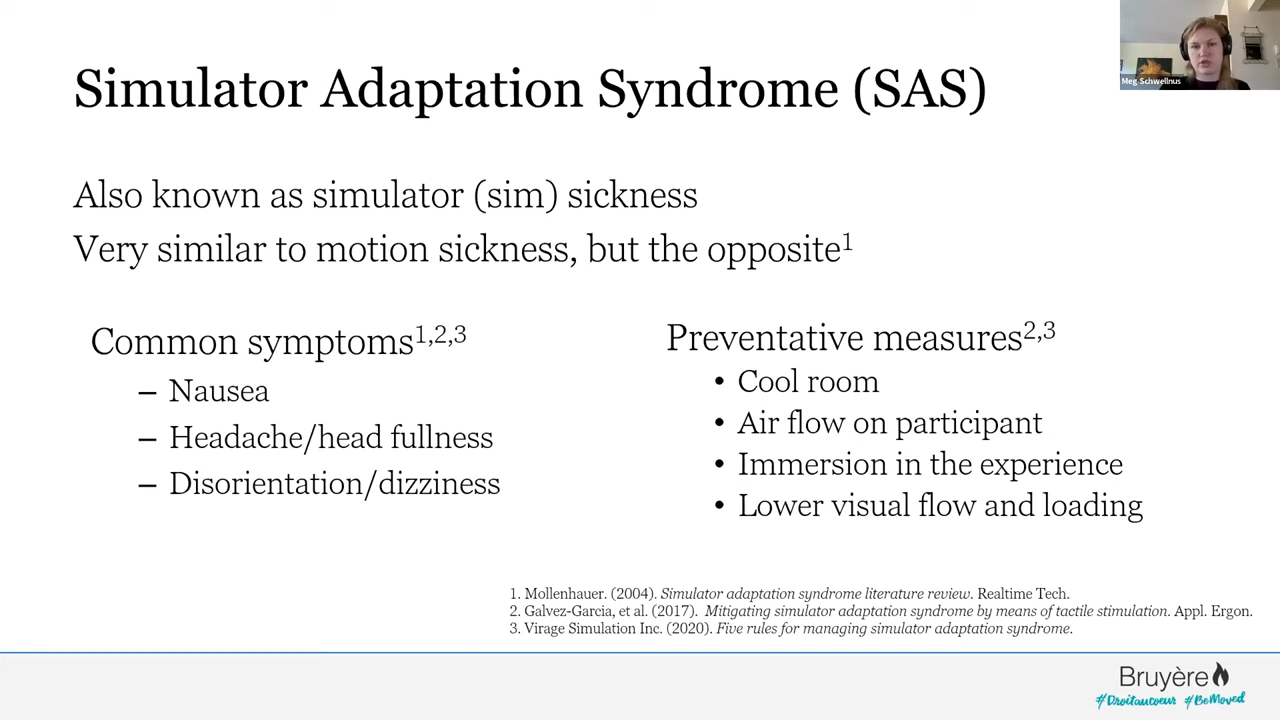 Simulator Adaptation Syndrome (SAS)
Meg Schwellnus
Also known as simulator (sim) sickness
Very similar to motion sickness, but the opposite1
Common symptoms1,2,3
– Nausea
– Headache/head fullness
– Disorientation/dizziness
Preventative measures2,3
• Cool room
• Air flow on participant
• Immersion in the experience
• Lower visual flow and loading
1. Mollenhauer. (2004). Simulator adaptation syndrome literature review. Realtime Tech.
2. Galvez-Garcia, et al. (2017). Mitigating simulator adaptation syndrome by means of tactile stimulation. Appl. Ergon.
3. Virage Simulation Inc. (2020). Five rules for managing simulator adaptation syndrome.
Bruyère
#Droitaucoeur #BeMoved